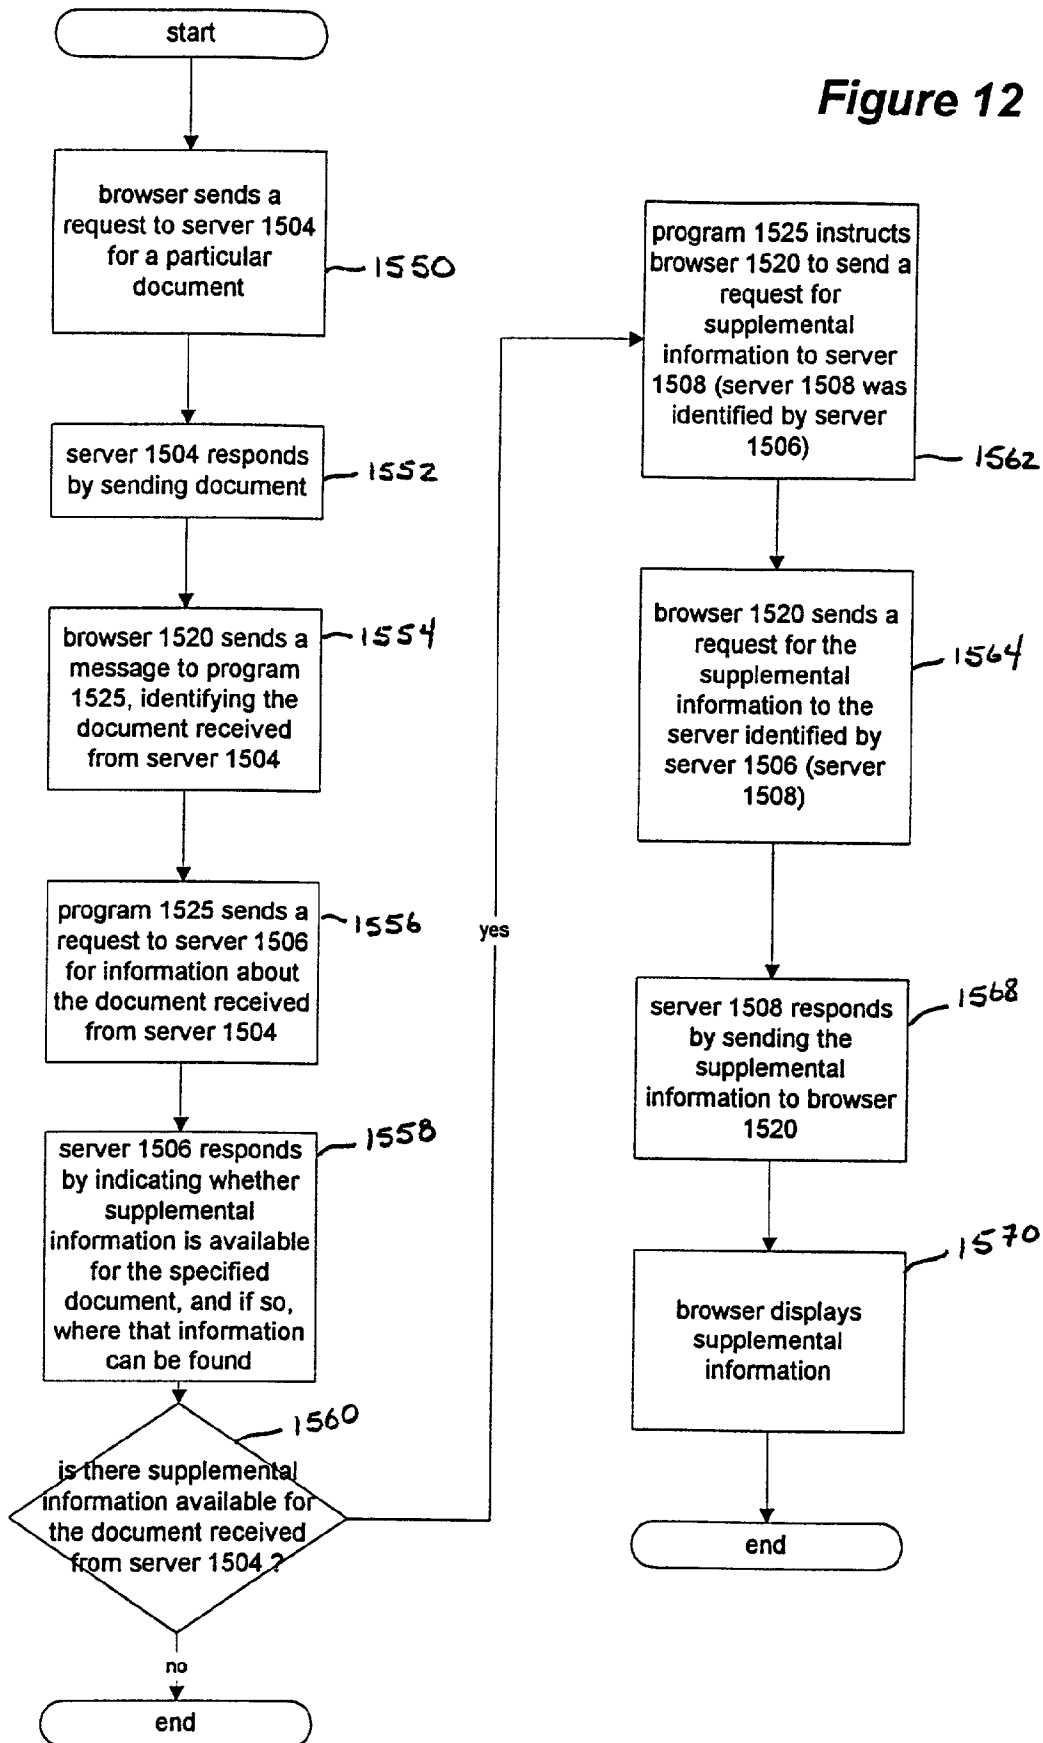 start
Figure 12
browser sends a
request to server 1504
for a particular
document
1550
server 1504 responds
by sending document
1552
browser 1520 sends a
message to program
1525, identifying the
document received
from server 1504
1554
program 1525 sends a
request to server 1506
for information about
the document received
from server 1504
1556
server 1506 responds
by indicating whether
supplemental
information is available
for the specified
document, and if so,
where that information
can be found
1558
is there supplemental
information available for
the document received
from server 1504 ?
1560
no
end
yes
program 1525 instructs
browser 1520 to send a
request for
supplemental
information to server
1508 (server 1508 was
identified by server
1506)
1562
browser 1520 sends a
request for the
supplemental
information to the
server identified by
server 1506 (server
1508)
1564
server 1508 responds
by sending the
supplemental
information to browser
1520
1568
browser displays
supplemental
information
1570
end